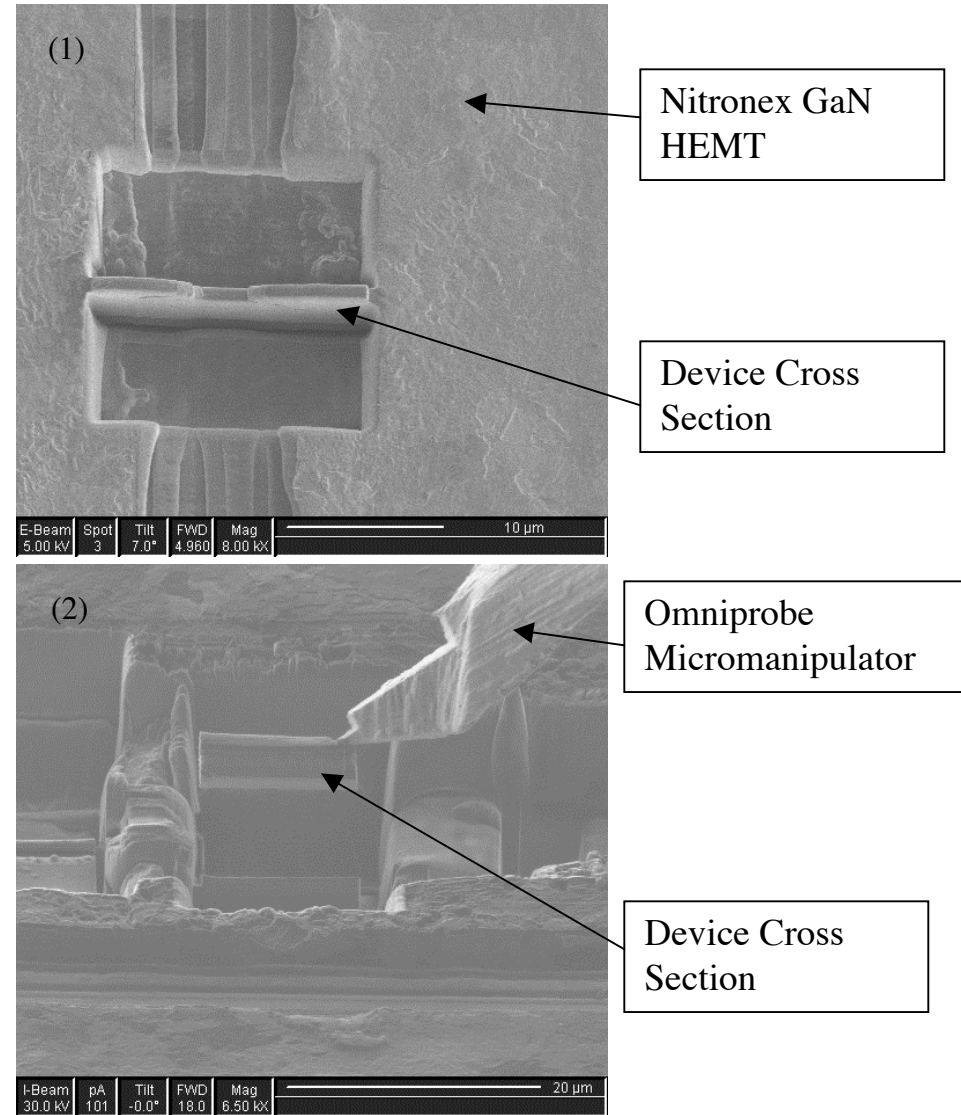 (1)
Nitronex GaN
HEMT
Device Cross
Section
E-Beam Spot Tilt FWD Mag 10 µm
5.00 kV 3 7.0° 4.960 8.00 kX
(2)
Omniprobe
Micromanipulator
Device Cross
Section
I-Beam pA Tilt FWD Mag 20 µm
30.0 kV 101 -0.0° 18.0 6.50 kX